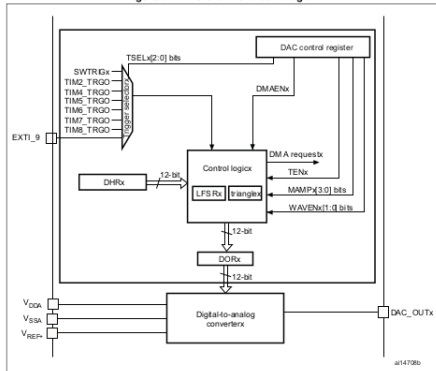 DAC control register
TSELx[2:0] bits
SWTRIGx
TIM2_TRGO
TIM4_TRGO
TIM5_TRGO
TIM6_TRGO
TIM7_TRGO
TIM8_TRGO
Trigger selectorx
DMAENx
EXTI_9
DMA requestx
Control logicx
TENx
DHRx
12-bit
LFSRx
trianglex
MAMPx[3:0] bits
WAVENx[1:0] bits
12-bit
DORx
12-bit
VDDA
VSSA
VREF+
Digital-to-analog
converterx
DAC_OUTx
ai14708b